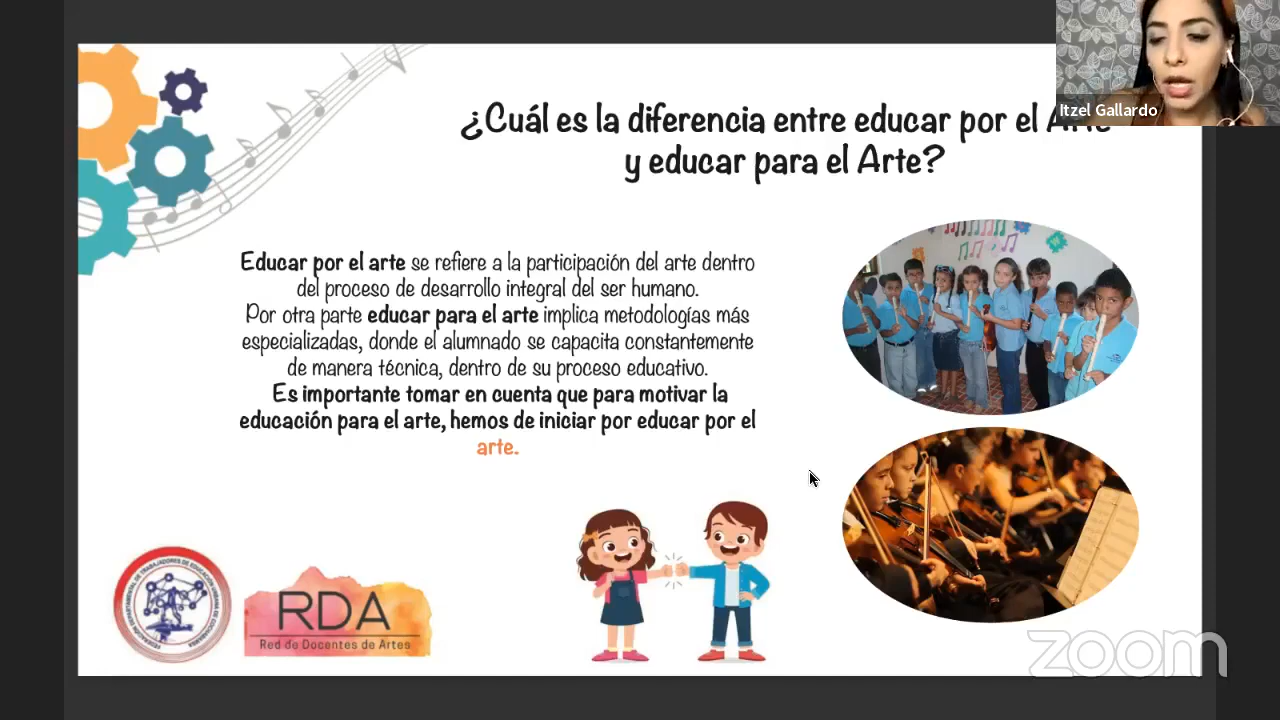 ¿Cuál es la diferencia entre educar por el Arte
y educar para el Arte?
Itzel Gallardo
Educar por el arte se refiere a la participación del arte dentro
del proceso de desarrollo integral del ser humano.
Por otra parte educar para el arte implica metodologías más
especializadas, donde el alumnado se capacita constantemente
de manera técnica, dentro de su proceso educativo.
Es importante tomar en cuenta que para motivar la
educación para el arte, hemos de iniciar por educar por el
arte.
RDA
Red de Docentes de Artes
zoom